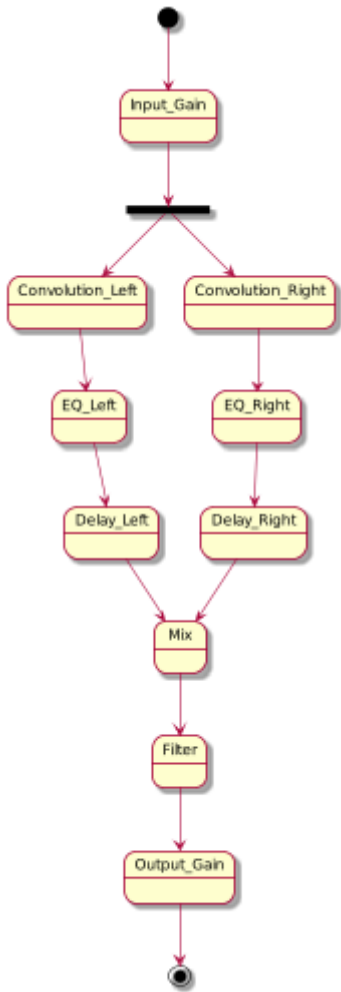 Input_Gain
Convolution_Left
Convolution_Right
EQ_Left
EQ_Right
Delay_Left
Delay_Right
Mix
Filter
Output_Gain